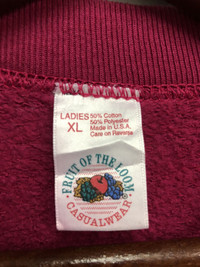 LADIES
XL
50% Cotton
50% Polyester
Made in U.S.A.
Care on Reverse
FRUIT OF THE LOOM
®
CASUALWEAR